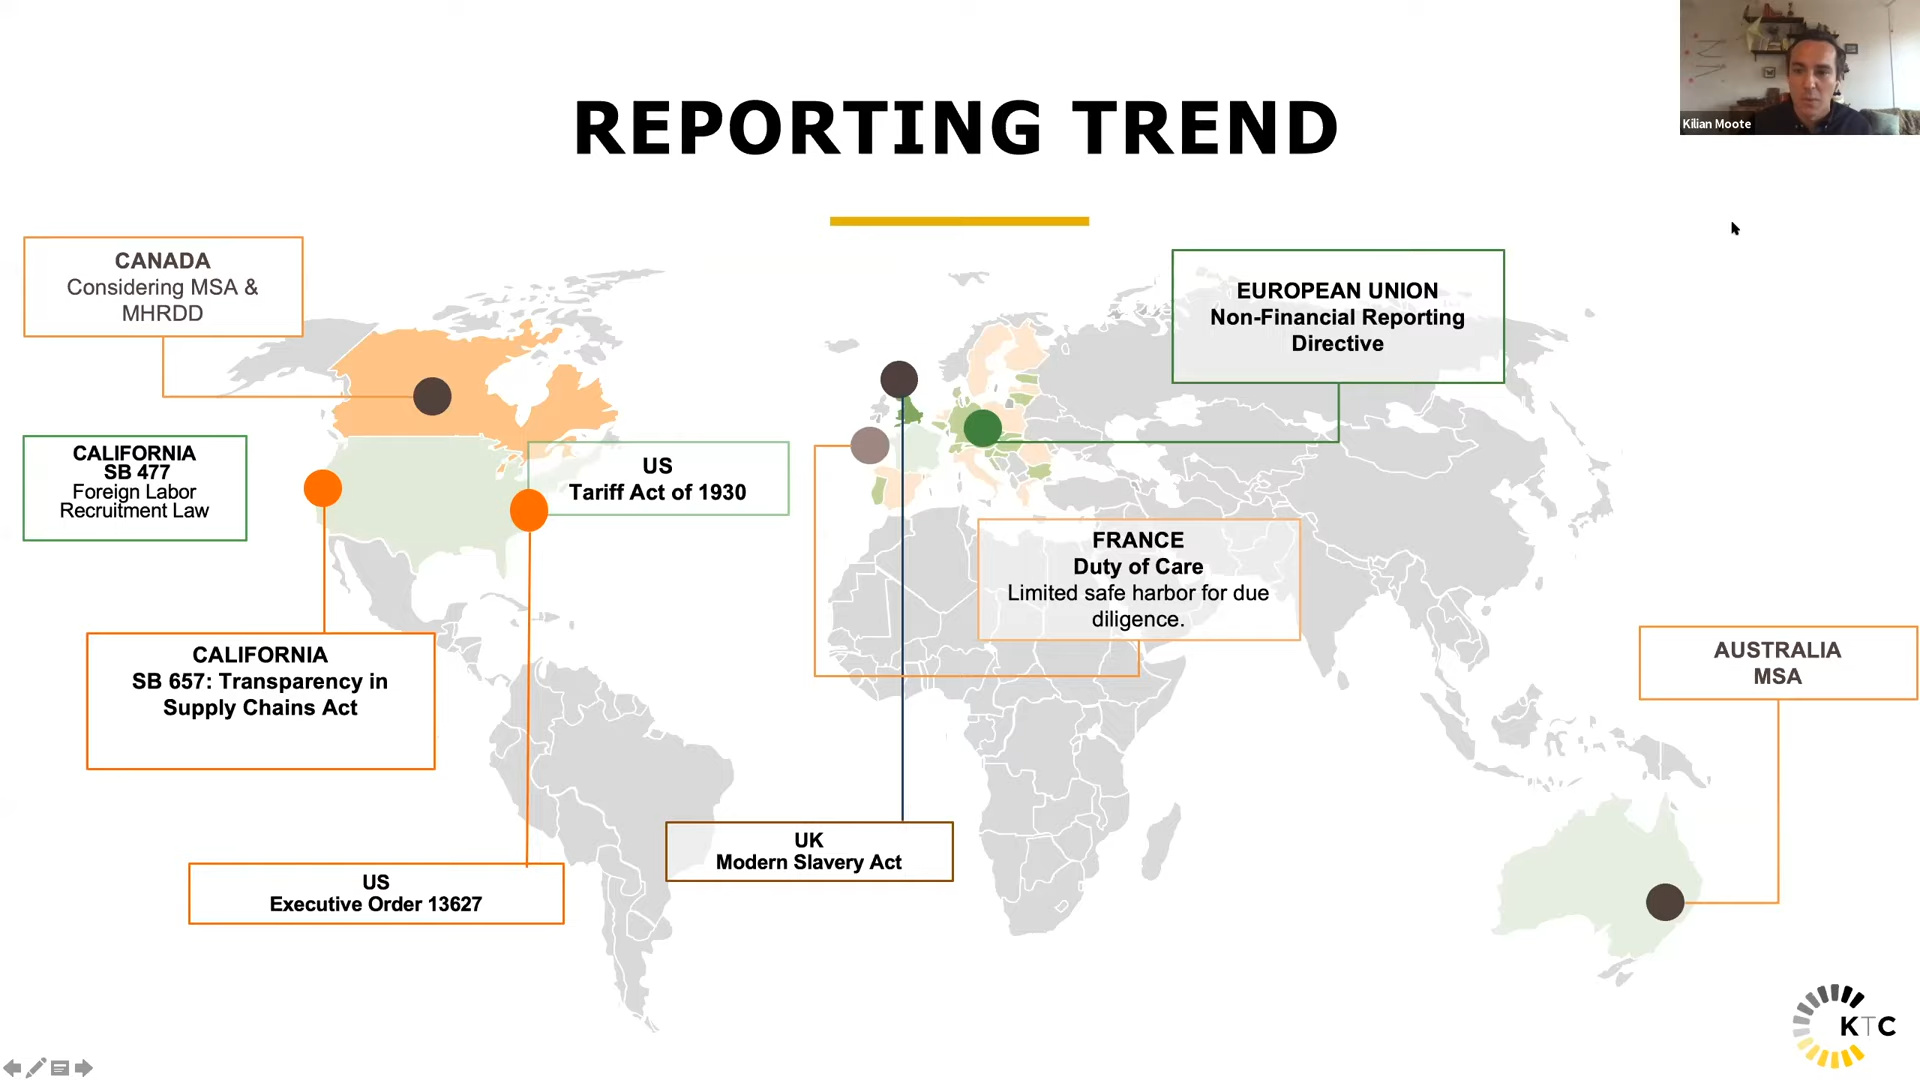 REPORTING TREND
Kilian Moote
CANADA
Considering MSA &
MHRDD
EUROPEAN UNION
Non-Financial Reporting
Directive
CALIFORNIA
SB 477
Foreign Labor
Recruitment Law
US
Tariff Act of 1930
FRANCE
Duty of Care
Limited safe harbor for due
diligence.
CALIFORNIA
SB 657: Transparency in
Supply Chains Act
AUSTRALIA
MSA
UK
Modern Slavery Act
US
Executive Order 13627
KTC